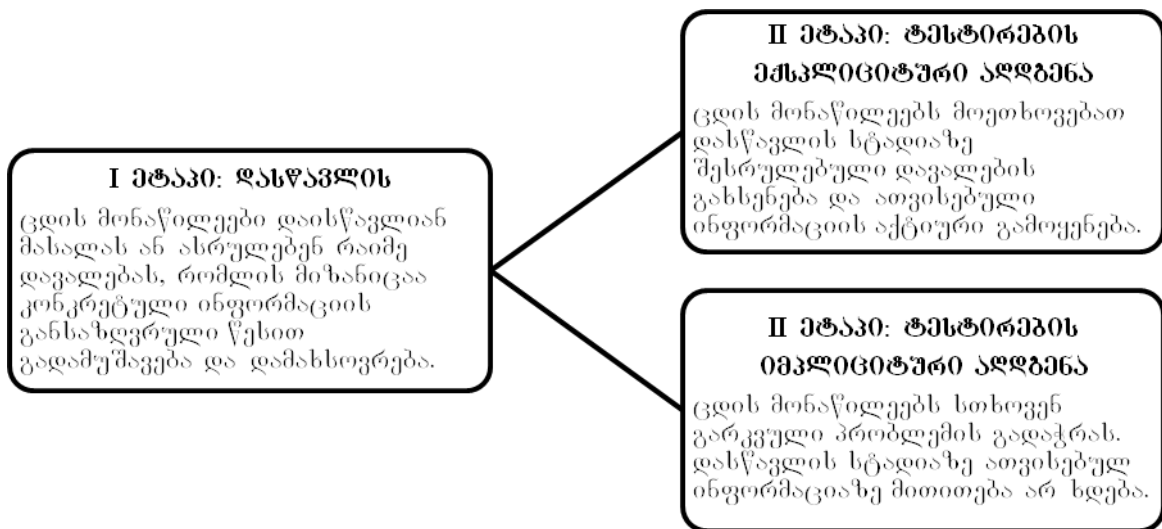 I ეტაპი: დასწავლის
ცდის მონაწილეები დაისწავლიან
მასალას ან ასრულებენ რაიმე
დავალებას, რომლის მიზანიცაა
კონკრეტული ინფორმაციის
განსაზღვრული წესით
გადამუშავება და დამახსოვრება.
II ეტაპი: ტესტირების
ექსპლიციტური აღდგენა
ცდის მონაწილეებს მოეთხოვებათ
დასწავლის სტადიაზე
შესრულებული დავალების
გახსენება და ათვისებული
ინფორმაციის აქტიური გამოყენება.
II ეტაპი: ტესტირების
იმპლიციტური აღდგენა
ცდის მონაწილეებს სთხოვენ
გარკვული პრობლემის გადაჭრას.
დასწავლის სტადიაზე ათვისებულ
ინფორმაციაზე მითითება არ ხდება.